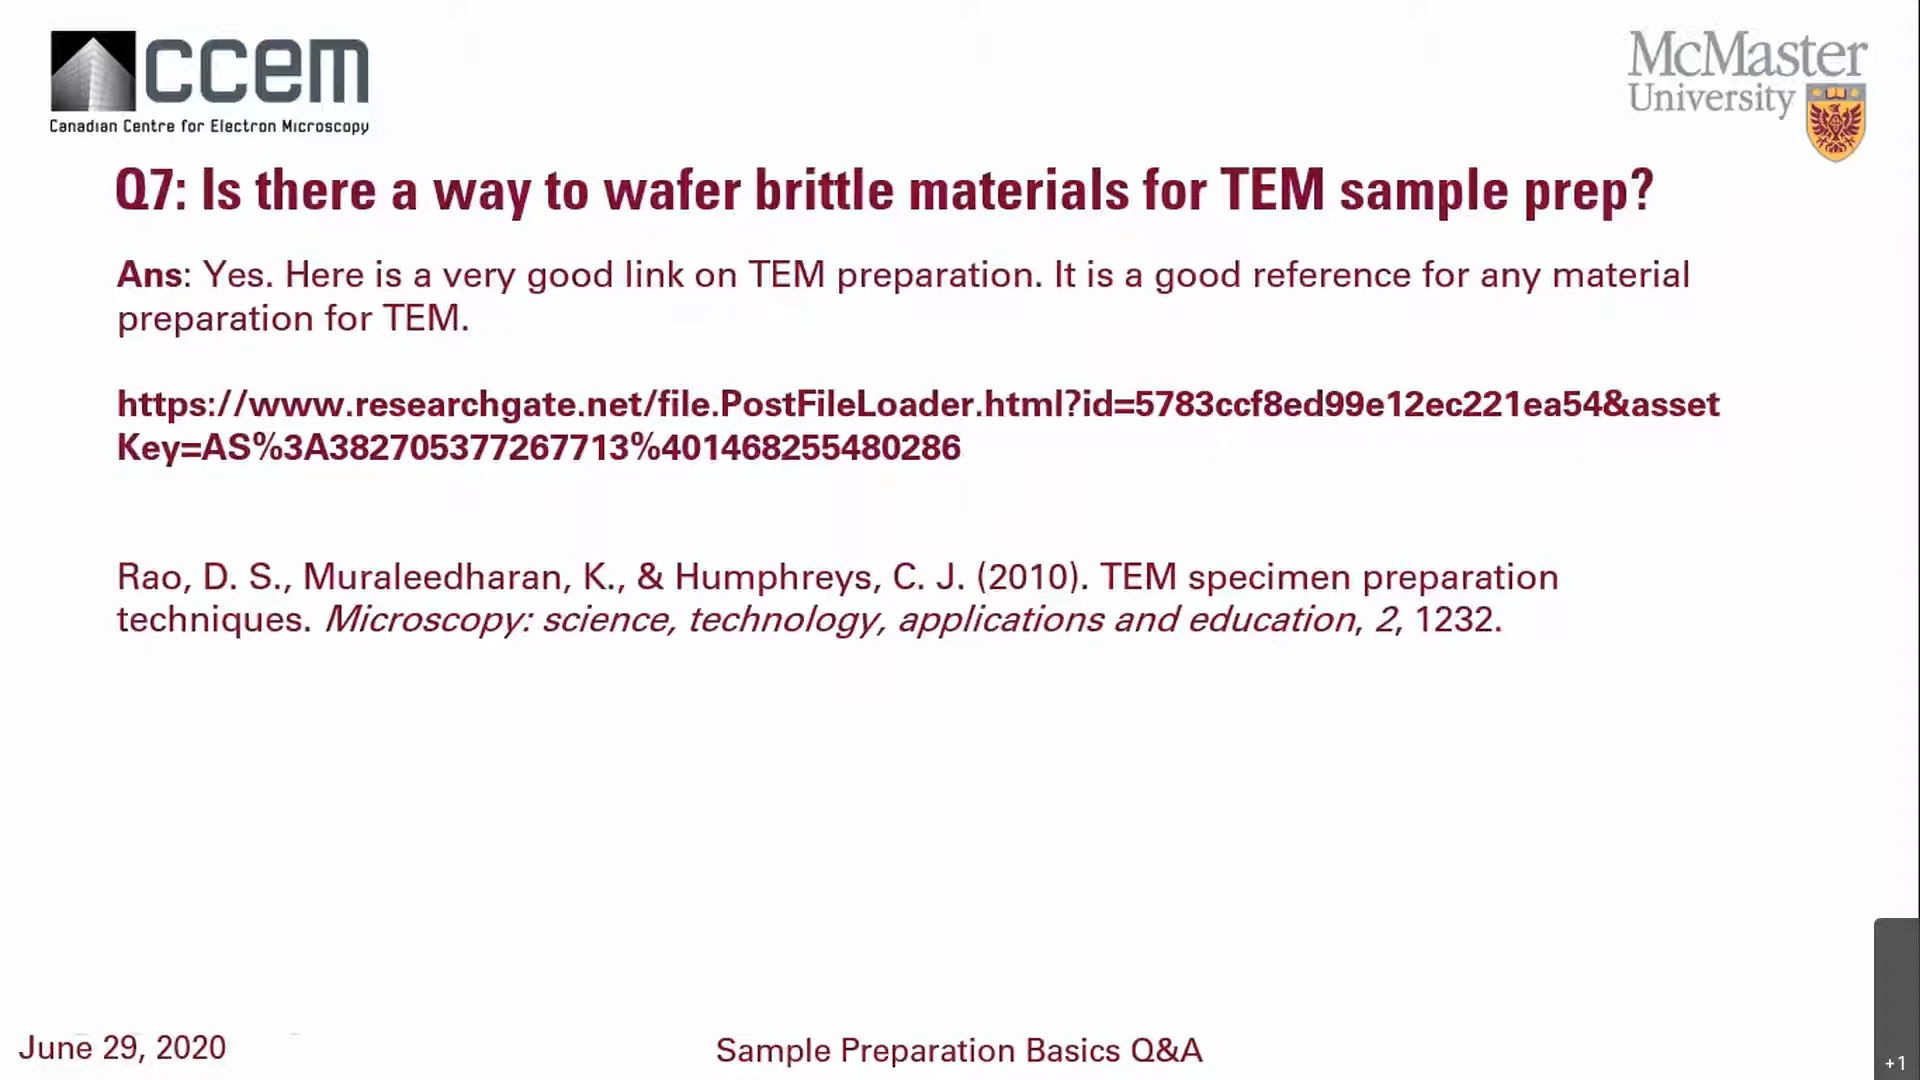 ccem
Canadian Centre for Electron Microscopy
McMaster
University
Q7: Is there a way to wafer brittle materials for TEM sample prep?
Ans: Yes. Here is a very good link on TEM preparation. It is a good reference for any material
preparation for TEM.
https://www.researchgate.net/file.PostFileLoader.html?id=5783ccf8ed99e12ec221ea54&asset
Key=AS%3A382705377267713%401468255480286
Rao, D. S., Muraleedharan, K., & Humphreys, C. J. (2010). TEM specimen preparation
techniques. Microscopy: science, technology, applications and education, 2, 1232.
June 29, 2020
Sample Preparation Basics Q&A
+1